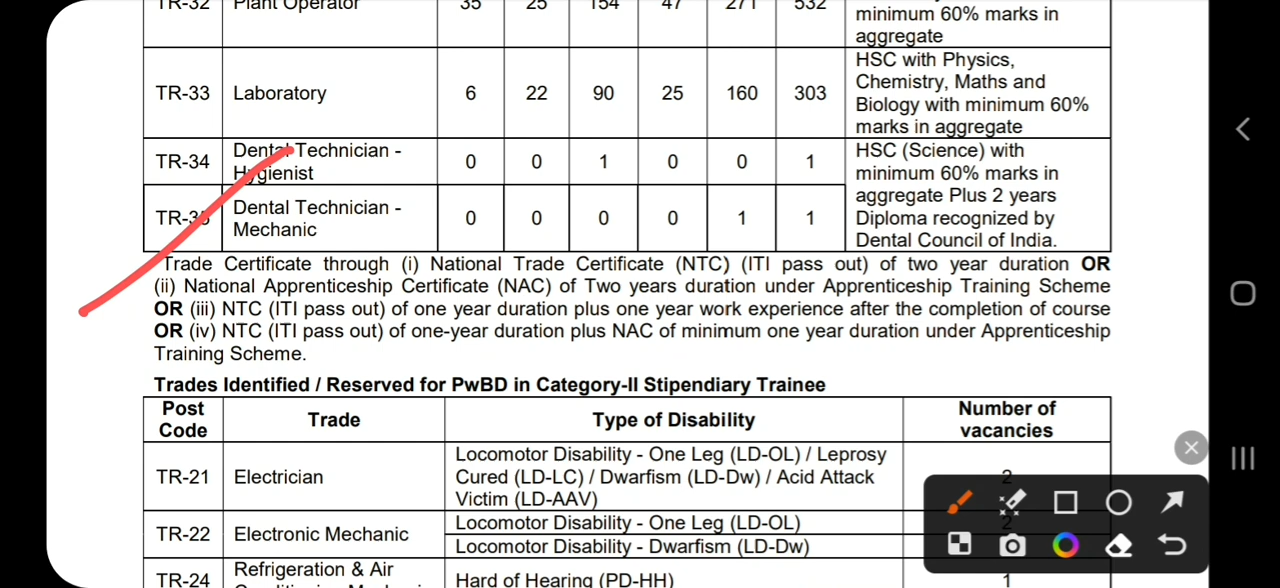 TR-32 Plant Operator 35 25 154 47 271 532
minimum 60% marks in
aggregate
TR-33 Laboratory 6 22 90 25 160 303 HSC with Physics,
Chemistry, Maths and
Biology with minimum 60%
marks in aggregate
TR-34 Dental Technician -
Hygienist 0 0 1 0 0 1 HSC (Science) with
minimum 60% marks in
aggregate Plus 2 years
Diploma recognized by
Dental Council of India.
TR-35 Dental Technician -
Mechanic 0 0 0 0 1 1
Trade Certificate through (i) National Trade Certificate (NTC) (ITI pass out) of two year duration OR
(ii) National Apprenticeship Certificate (NAC) of Two years duration under Apprenticeship Training Scheme
OR (iii) NTC (ITI pass out) of one year duration plus one year work experience after the completion of course
OR (iv) NTC (ITI pass out) of one-year duration plus NAC of minimum one year duration under Apprenticeship
Training Scheme.
Trades Identified / Reserved for PwBD in Category-II Stipendiary Trainee
Post
Code Trade Type of Disability Number of
vacancies
TR-21 Electrician Locomotor Disability - One Leg (LD-OL) / Leprosy
Cured (LD-LC) / Dwarfism (LD-Dw) / Acid Attack
Victim (LD-AAV) 2
TR-22 Electronic Mechanic Locomotor Disability - One Leg (LD-OL) 2
Locomotor Disability - Dwarfism (LD-Dw)
TR-24 Refrigeration & Air
Hard of Hearing (PD-HH) 1